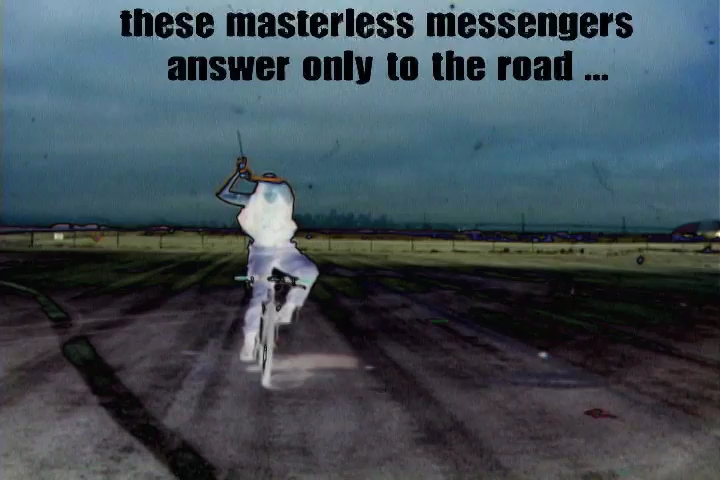 these masterless messengers
answer only to the road ...